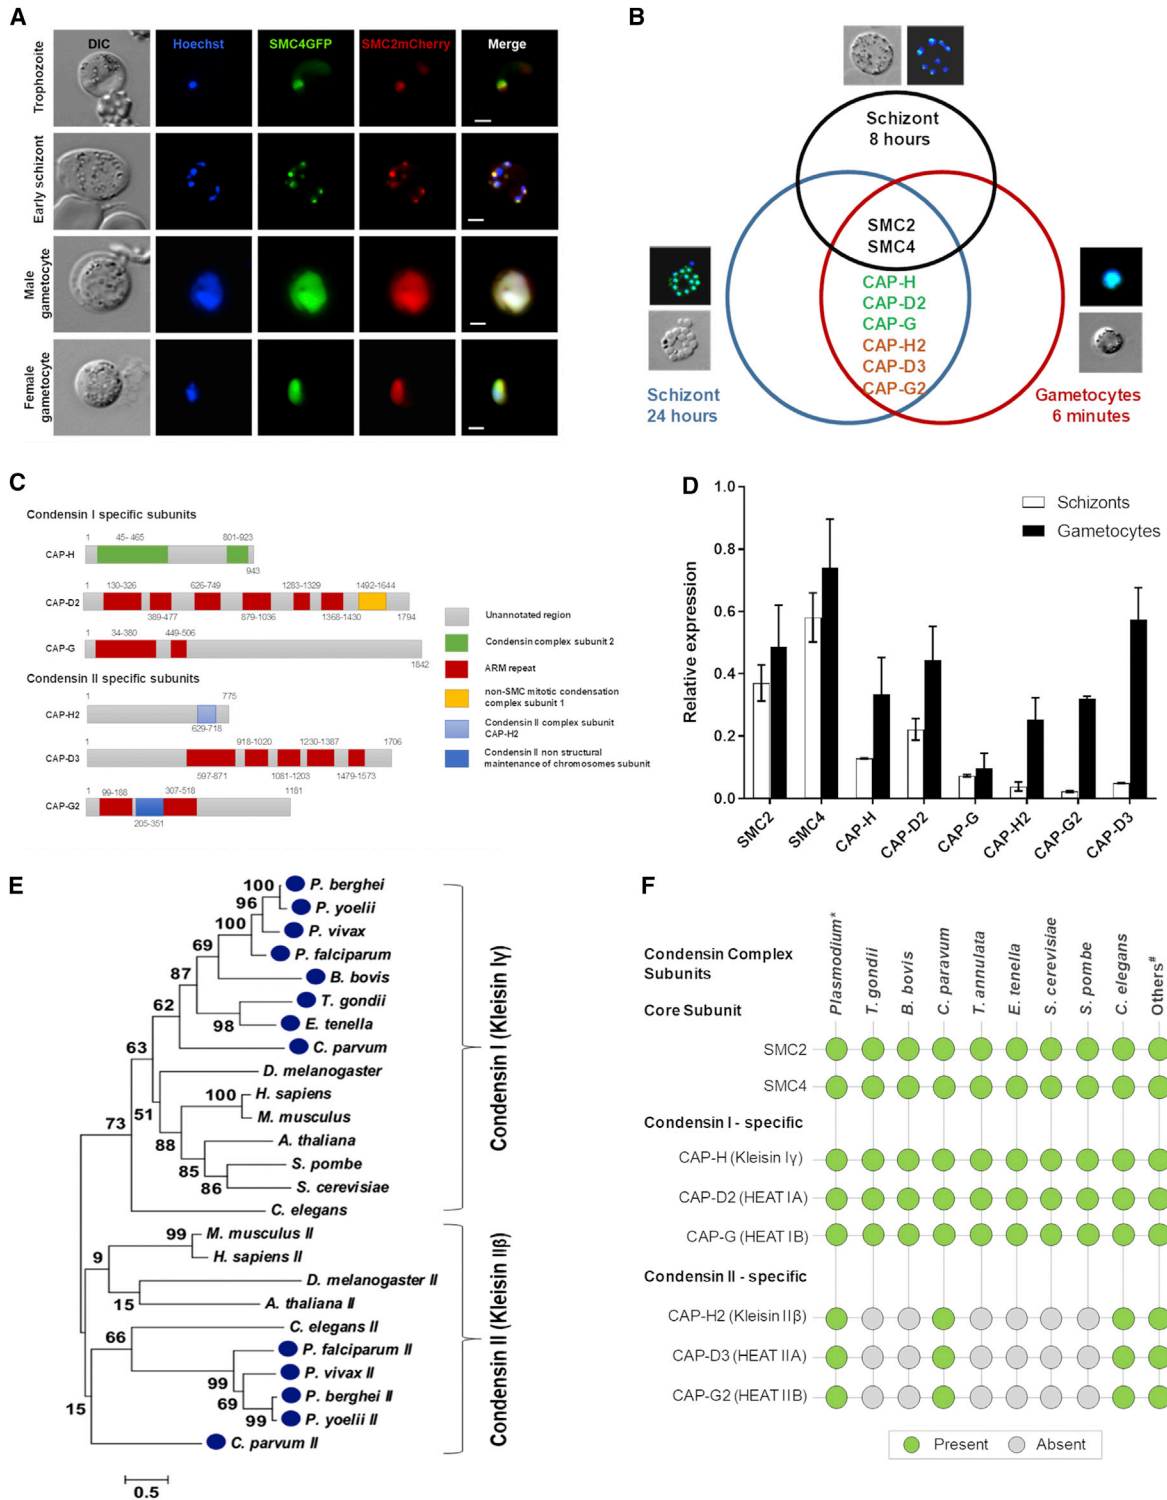 A
DIC
Hoechst
SMC4GFP
SMC2mCherry
Merge
Trophozoite
Early schizont
Male
gametocyte
Female
gametocyte
B
Schizont
8 hours
SMC2
SMC4
CAP-H
CAP-D2
CAP-G
CAP-H2
CAP-D3
CAP-G2
Schizont
24 hours
Gametocytes
6 minutes
C
Condensin I specific subunits
1 45- 465 801-923
CAP-H
943
1 130-326 626-749 1283-1329 1492-1644
CAP-D2
389-477 879-1036 1368-1430 1794
1 34-380 449-506
CAP-G
1842
Condensin II specific subunits
1 775
CAP-H2
629-718
1 918-1020 1230-1387 1706
CAP-D3
597-871 1081-1203 1479-1573
1 99-188 307-518 1181
CAP-G2
205-351
Unannotated region
Condensin complex subunit 2
ARM repeat
non-SMC mitotic condensation
complex subunit 1
Condensin II complex subunit
CAP-H2
Condensin II non structural
maintenance of chromosomes subunit
D
Relative expression
1.0
0.8
0.6
0.4
0.2
0.0
Schizonts
Gametocytes
SMC2
SMC4
CAP-H
CAP-D2
CAP-G
CAP-H2
CAP-G2
CAP-D3
E
100 P. berghei
96 P. yoelii
100 P. vivax
P. falciparum
69
B. bovis
87
T. gondii
98 E. tenella
62
C. parvum
63
D. melanogaster
51
100 H. sapiens
M. musculus
73
88
A. thaliana
85
S. pombe
86 S. cerevisiae
C. elegans
Condensin I (Kleisin Iγ)
99 M. musculus II
H. sapiens II
9
D. melanogaster II
15 A. thaliana II
C. elegans II
66
P. falciparum II
P. vivax II
99
69 P. berghei II
99 P. yoelii II
15
C. parvum II
Condensin II (Kleisin IIβ)
0.5
F
Condensin Complex
Subunits
Core Subunit
Plasmodium*
T. gondii
B. bovis
C. paravum
T. annulata
E. tenella
S. cerevisiae
S. pombe
C. elegans
Others#
SMC2
SMC4
Condensin I - specific
CAP-H (Kleisin Iγ)
CAP-D2 (HEAT IA)
CAP-G (HEAT IB)
Condensin II - specific
CAP-H2 (Kleisin IIβ)
CAP-D3 (HEAT IIA)
CAP-G2 (HEAT IIB)
Present
Absent